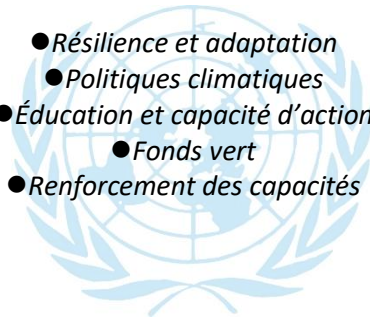 ●Résilience et adaptation
●Politiques climatiques
●Éducation et capacité d’action
●Fonds vert
●Renforcement des capacités